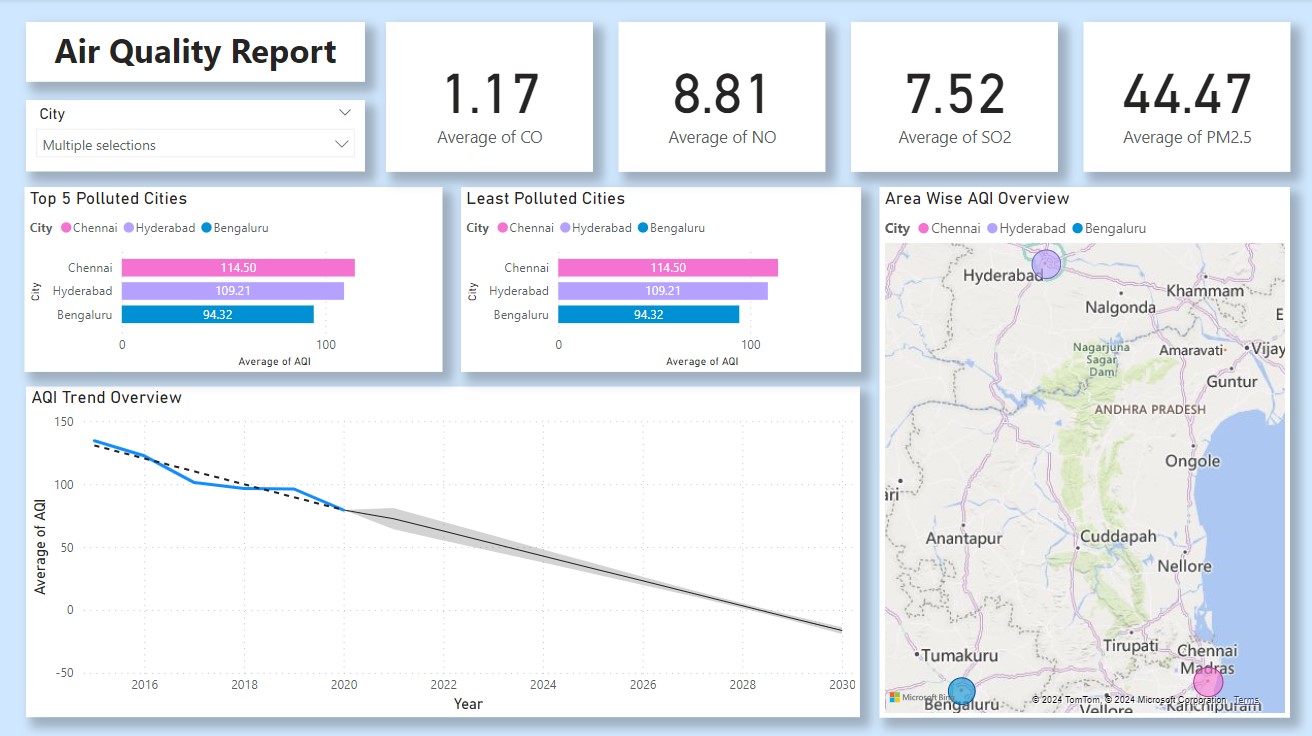 Air Quality Report
City
Multiple selections
1.17
Average of CO
8.81
Average of NO
7.52
Average of SO2
44.47
Average of PM2.5
Top 5 Polluted Cities
City Chennai Hyderabad Bengaluru
City
Chennai 114.50
Hyderabad 109.21
Bengaluru 94.32
0 100
Average of AQI
Least Polluted Cities
City Chennai Hyderabad Bengaluru
City
Chennai 114.50
Hyderabad 109.21
Bengaluru 94.32
0 100
Average of AQI
Area Wise AQI Overview
City Chennai Hyderabad Bengaluru
Hyderabad
Khammam
Nalgonda
E
Nagarjuna
Sagar
Dam
Amaravati
Vijay
Guntur
ANDHRA PRADESH
Ongole
ari
Anantapur
Cuddapah
Nellore
Tirupati
Chennai
Madras
Tumakuru
Microsoft Bing
Bengaluru
Vellore
Kanchipuram
© 2024 TomTom, © 2024 Microsoft Corporation Terms
AQI Trend Overview
Average of AQI
150
100
50
0
-50
2016 2018 2020 2022 2024 2026 2028 2030
Year